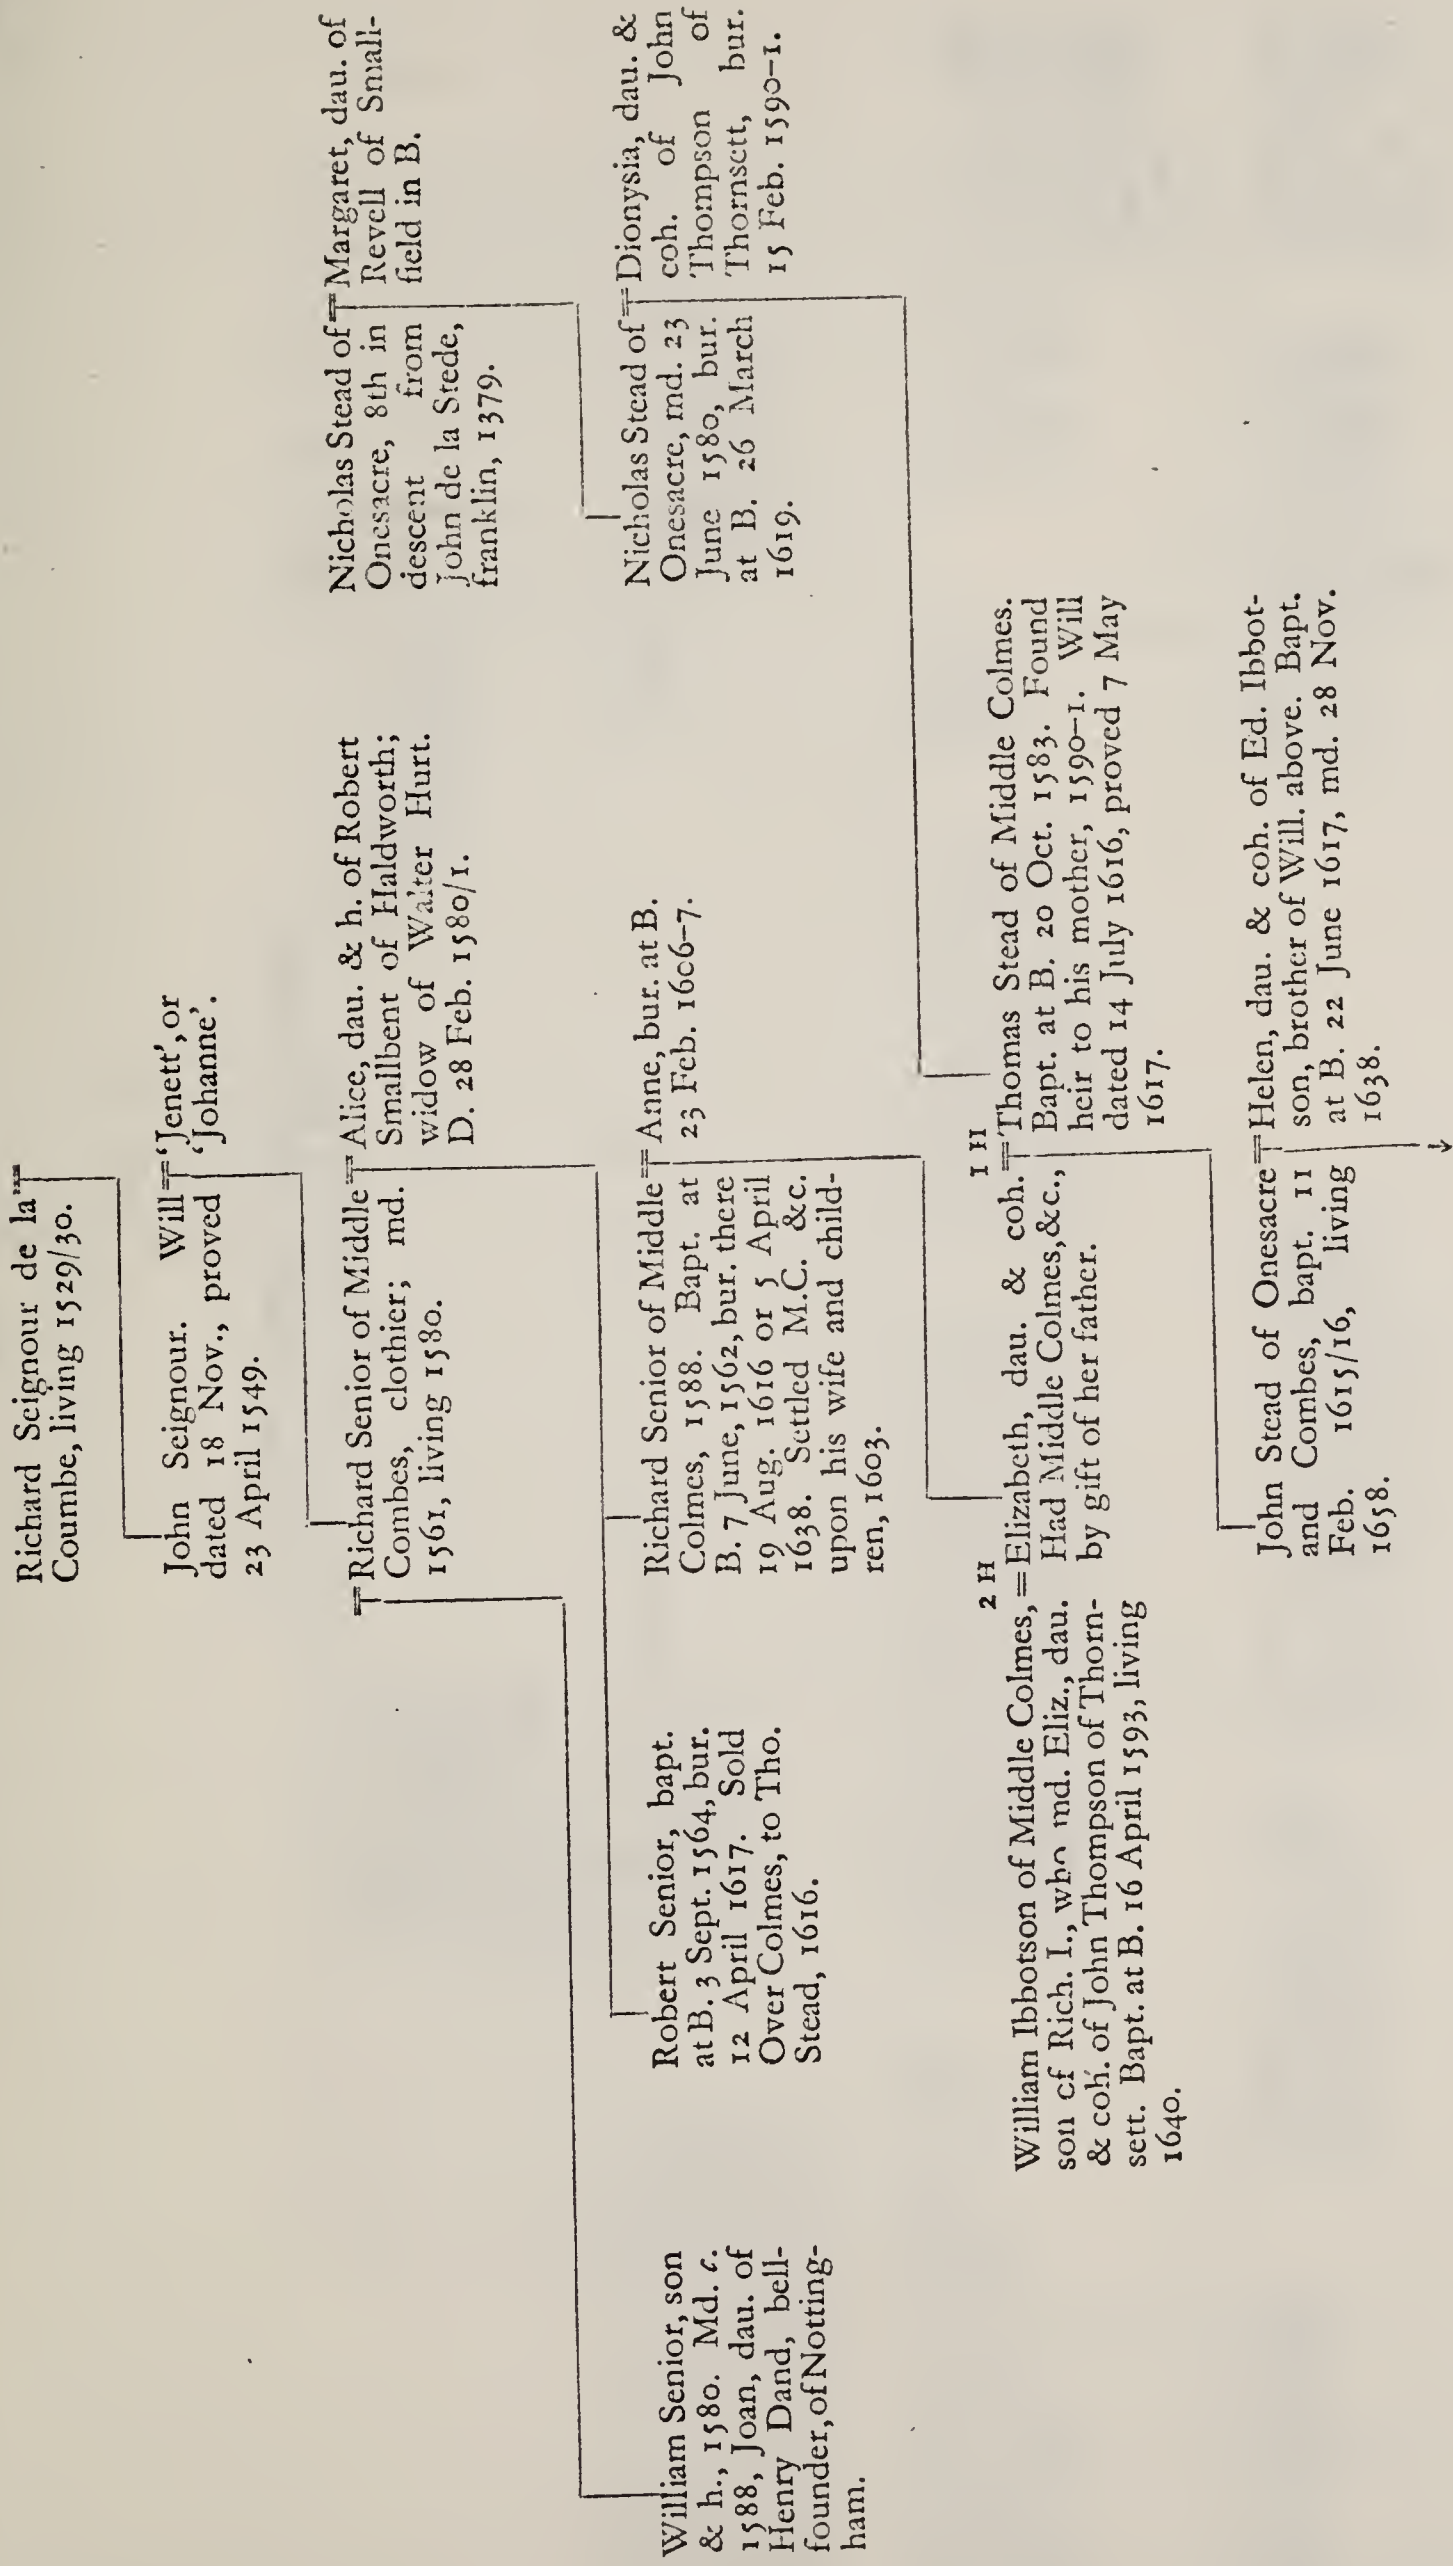 Richard Seignour de la
Coumbe, living 1529/30.
John Seignour. Will
dated 18 Nov., proved
23 April 1549.
=
'Jenett', or
'Johanne'.
=
Richard Senior of Middle
Combes, clothier; md.
1561, living 1580.
=
Alice, dau. & h. of Robert
Smallbent of Haldworth;
widow of Walter Hurt.
D. 28 Feb. 1580/1.
Nicholas Stead of
Onesacre, 8th in
descent from
John de la Stede,
franklin, 1379.
=
Margaret, dau. of
Revell of Small-
field in B.
William Senior, son
& h., 1580. Md. c.
1588, Joan, dau. of
Henry Dand, bell-
founder, of Notting-
ham.
Robert Senior, bapt.
at B. 3 Sept. 1564, bur.
12 April 1617. Sold
Over Colmes, to Tho.
Stead, 1616.
Richard Senior of Middle
Colmes, 1588. Bapt. at
B. 7 June, 1562, bur. there
19 Aug. 1616 or 5 April
1638. Settled M.C. &c.
upon his wife and child-
ren, 1603.
=
Anne, bur. at B.
23 Feb. 1606-7.
Nicholas Stead of
Onesacre, md. 23
June 1580, bur.
at B. 26 March
1619.
=
Dionysia, dau. &
coh. of John
Thompson of
Thornsett, bur.
15 Feb. 1590-1.
William Ibbotson of Middle Colmes,
son of Rich. I., who md. Eliz., dau.
& coh. of John Thompson of Thorn-
sett. Bapt. at B. 16 April 1593, living
1640.
2 H
=
Elizabeth, dau. & coh.
Had Middle Colmes, &c.,
by gift of her father.
1 H
=
Thomas Stead of Middle Colmes.
Bapt. at B. 20 Oct. 1583. Found
heir to his mother, 1590-1. Will
dated 14 July 1616, proved 7 May
1617.
John Stead of Onesacre
and Combes, bapt. 11
Feb. 1615/16, living
1658.
=
Helen, dau. & coh. of Ed. Ibbot-
son, brother of Will. above. Bapt.
at B. 22 June 1617, md. 28 Nov.
1638.